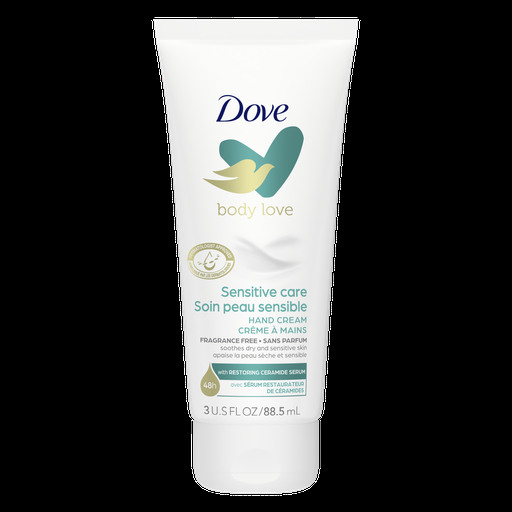 Dove
body love
Sensitive care
Soin peau sensible
HAND CREAM
CRÈME À MAINS
FRAGRANCE FREE • SANS PARFUM
soothes dry and sensitive skin
apaise la peau sèche et sensible
48h
with RESTORING CERAMIDE SERUM
avec SÉRUM RESTAURATEUR
DE CÉRAMIDES
3 U.S FL OZ/88.5 mL